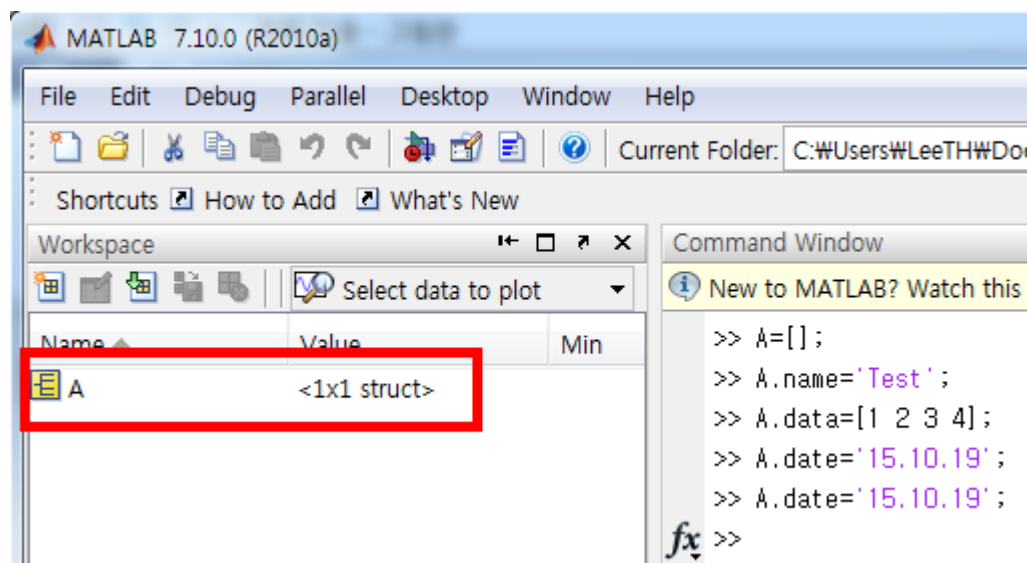 MATLAB 7.10.0 (R2010a)
File Edit Debug Parallel Desktop Window Help
Current Folder: C:₩Users₩LeeTH₩Do
Shortcuts How to Add What's New
Workspace
Select data to plot
Name Value Min
A <1x1 struct>
Command Window
New to MATLAB? Watch this
>> A=[];
>> A.name='Test';
>> A.data=[1 2 3 4];
>> A.date='15.10.19';
>> A.date='15.10.19';
fx >>